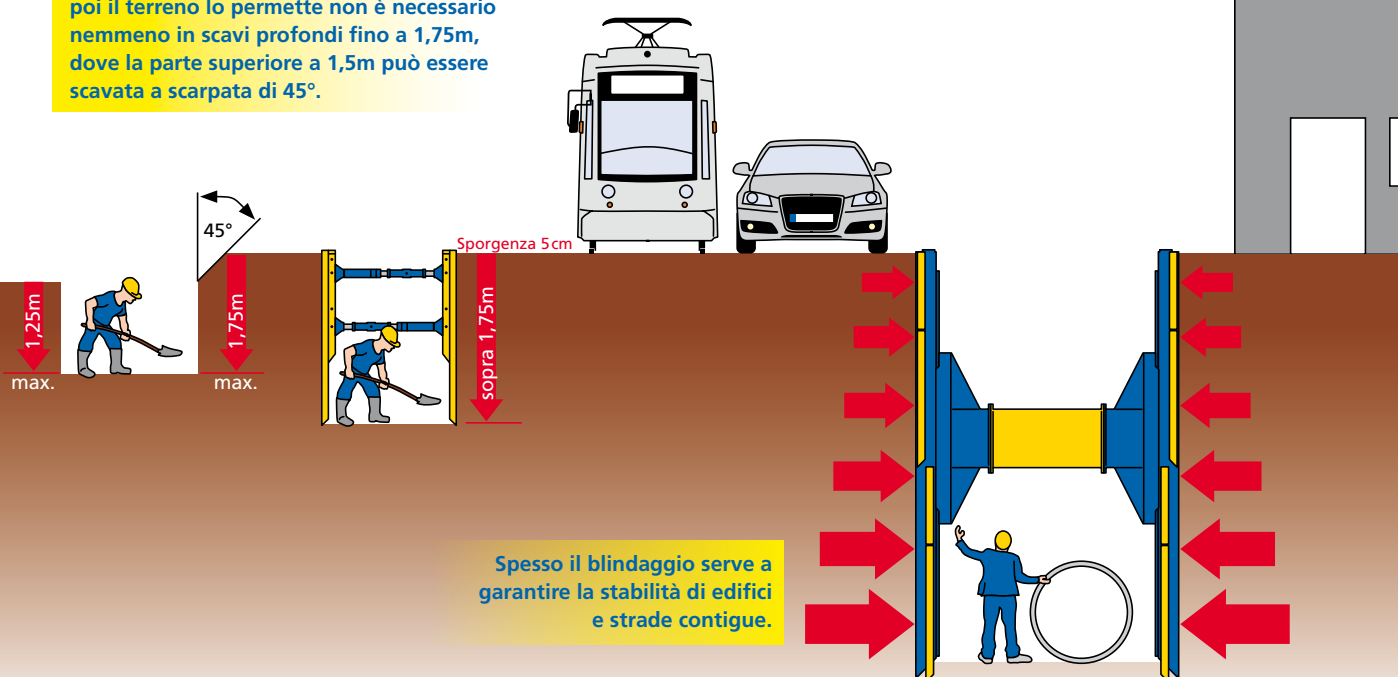 poi il terreno lo permette non è necessario
nemmeno in scavi profondi fino a 1,75m,
dove la parte superiore a 1,5m può essere
scavata a scarpata di 45°.
45°
Sporgenza 5cm
1,25m
max.
1,75m
max.
sopra 1,75m
Spesso il blindaggio serve a
garantire la stabilità di edifici
e strade contigue.